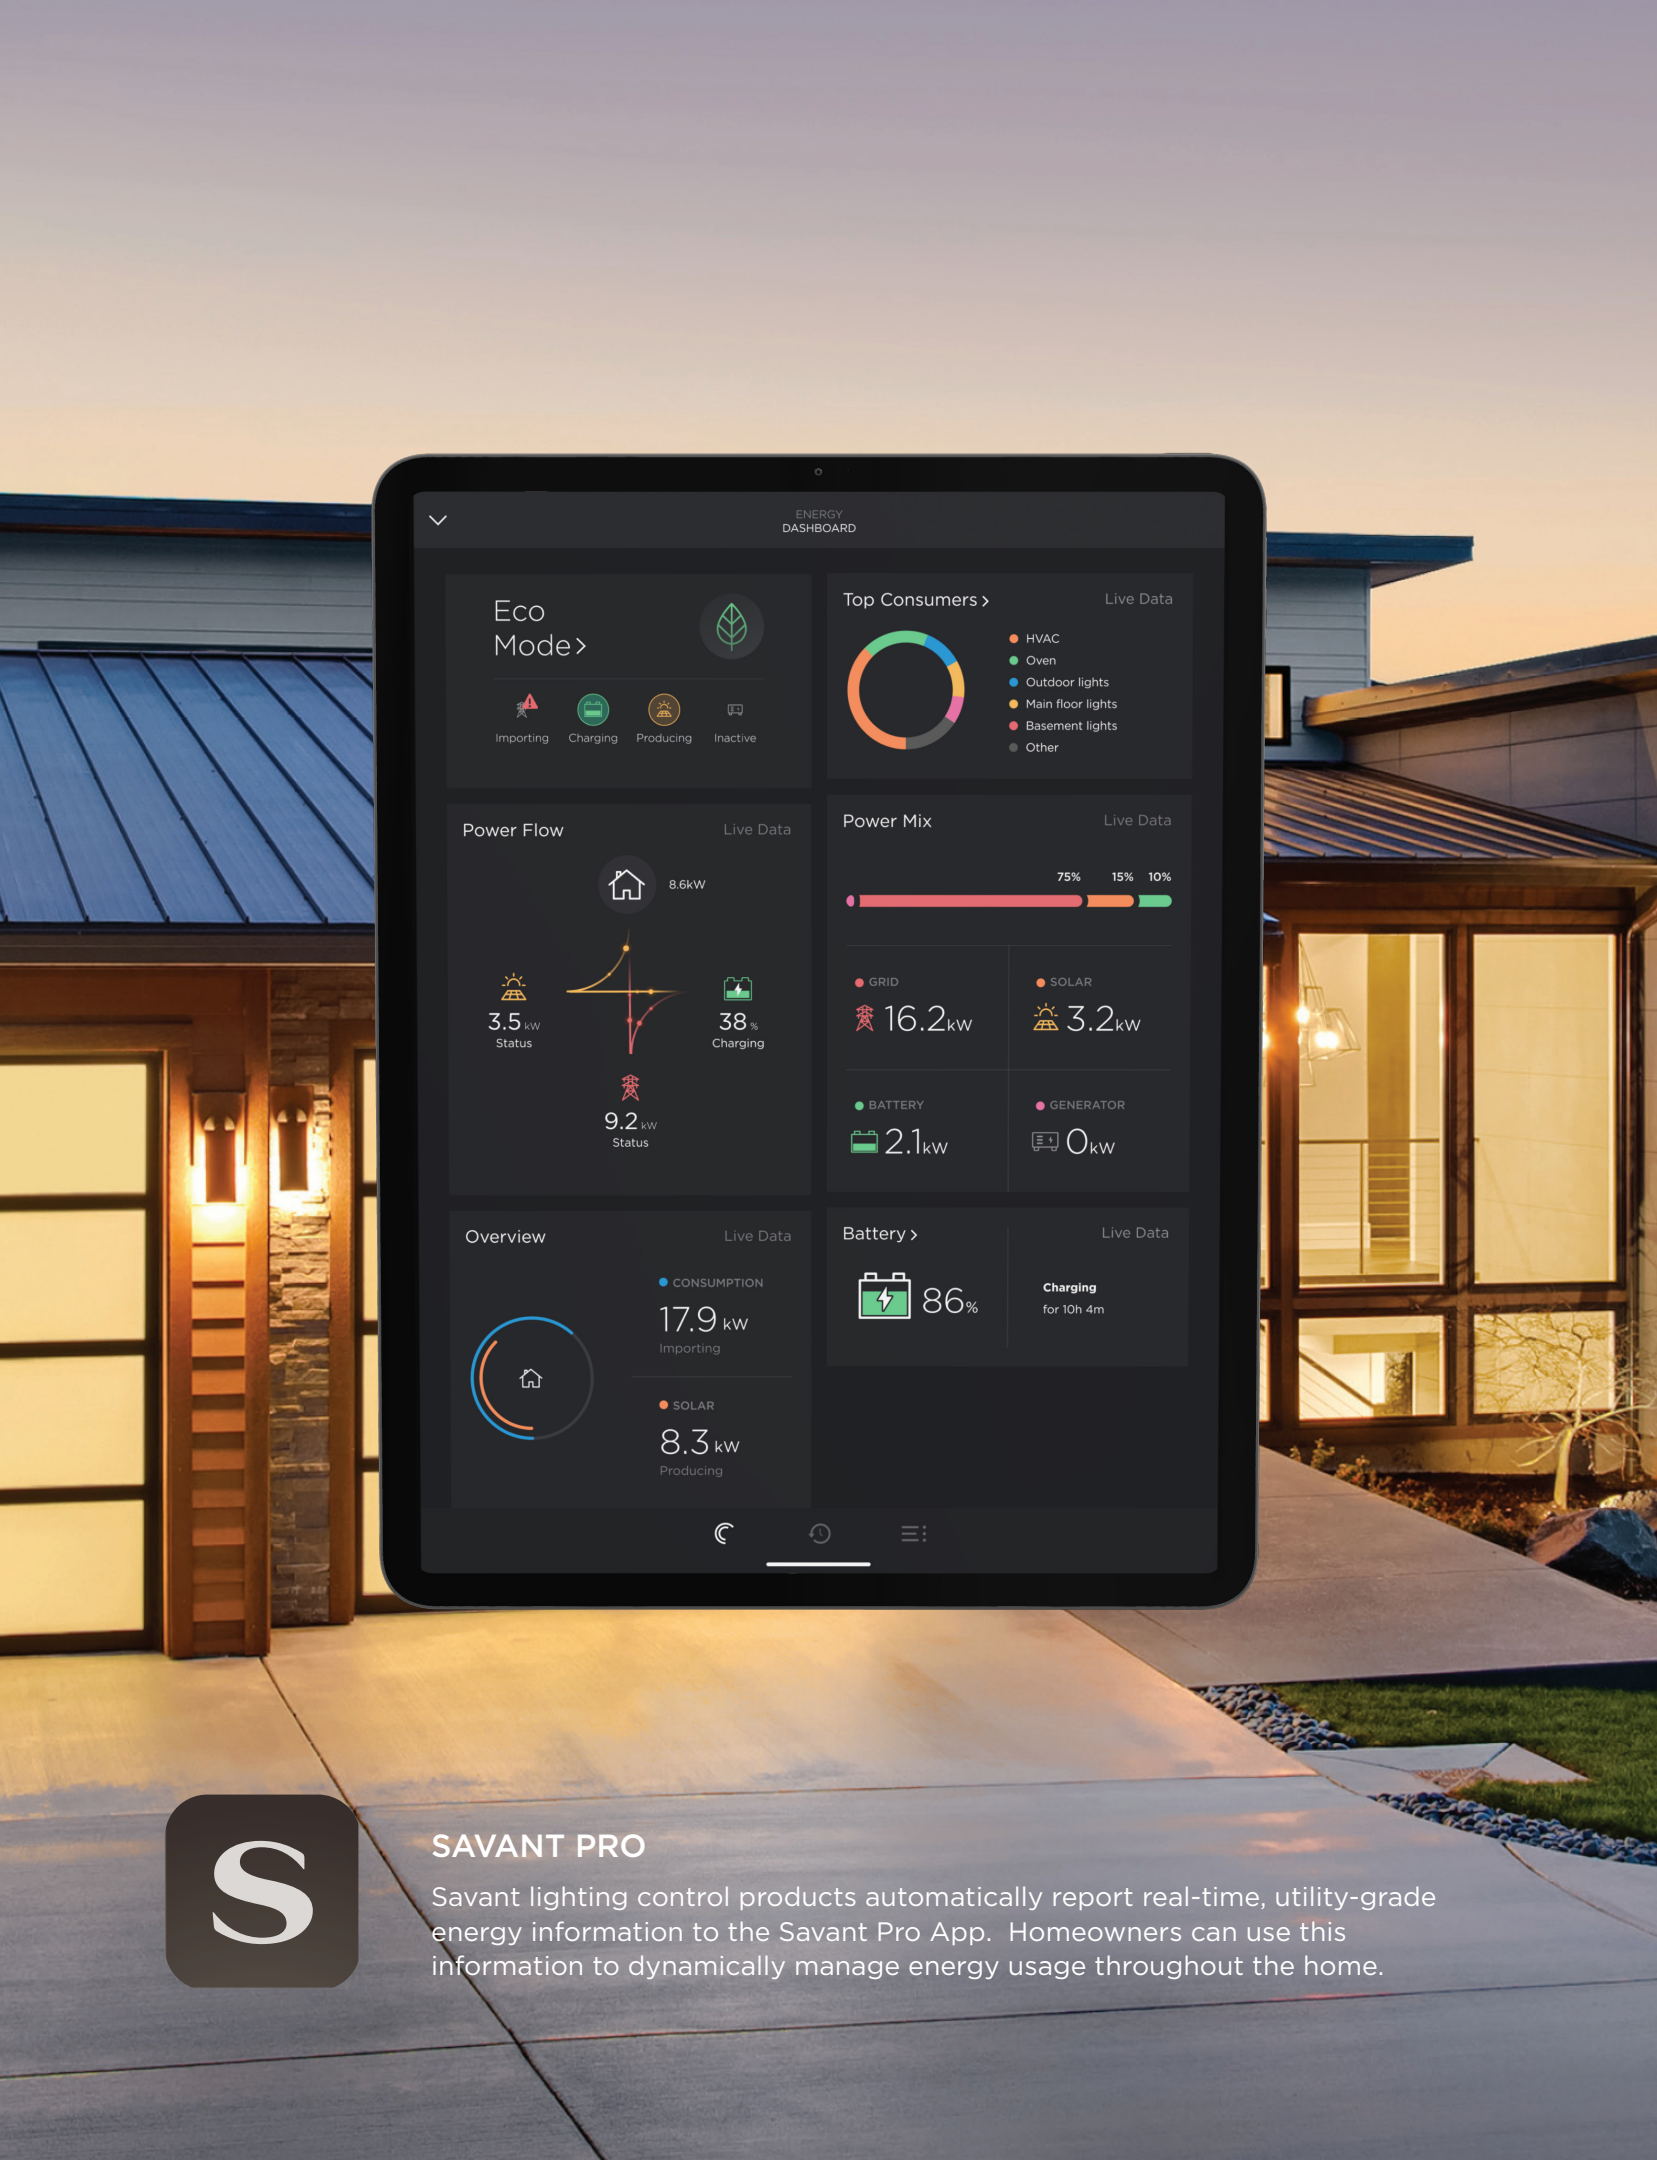 ENERGY
DASHBOARD
Eco
Mode >
Importing Charging Producing Inactive
Top Consumers > Live Data
HVAC
Oven
Outdoor lights
Main floor lights
Basement lights
Other
Power Flow Live Data
8.6kW
3.5 kW
Status
38 %
Charging
9.2 kW
Status
Power Mix Live Data
75% 15% 10%
GRID
16.2kW
SOLAR
3.2kW
BATTERY
2.1kW
GENERATOR
0kW
Overview Live Data
CONSUMPTION
17.9 kW
Importing
SOLAR
8.3 kW
Producing
Battery > Live Data
86%
Charging
for 10h 4m
S
SAVANT PRO
Savant lighting control products automatically report real-time, utility-grade
energy information to the Savant Pro App.  Homeowners can use this
information to dynamically manage energy usage throughout the home.